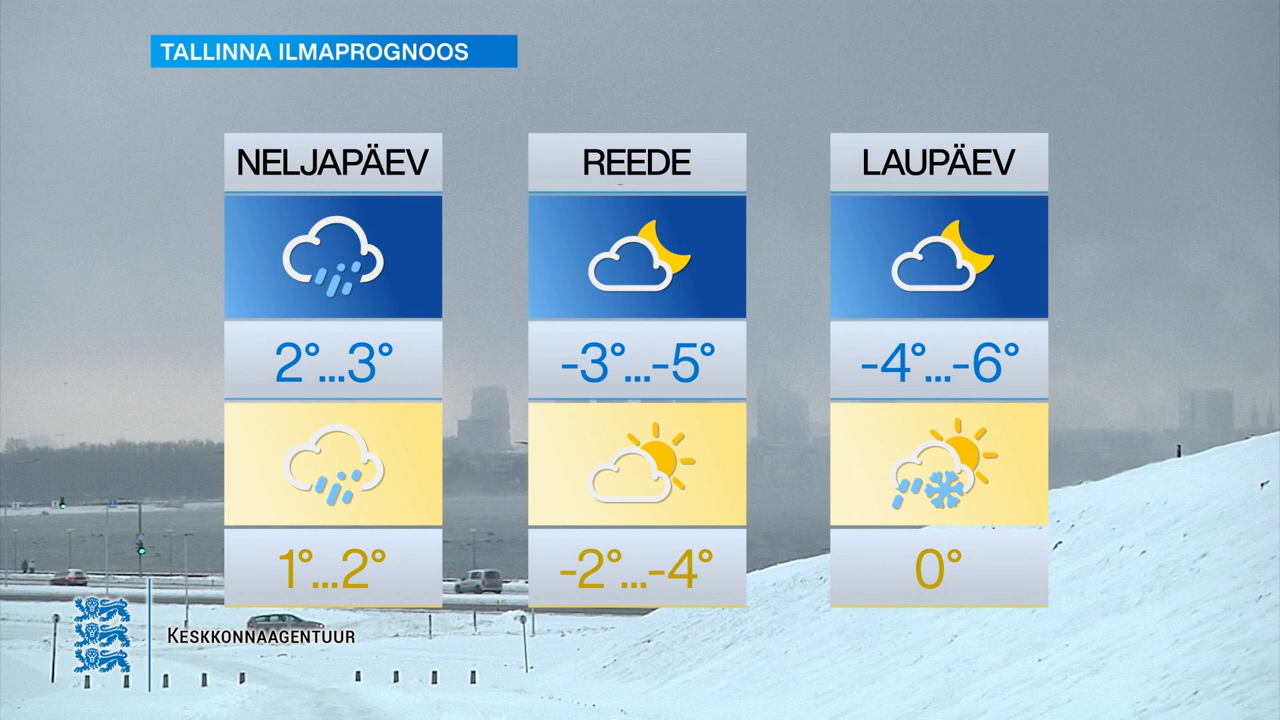 TALLINNA ILMAPROGNOOS
NELJAPÄEV
2°...3°
1°...2°
REEDE
-3°...-5°
-2°...-4°
LAUPÄEV
-4°...-6°
0°
KESKKONNAAGENTUUR